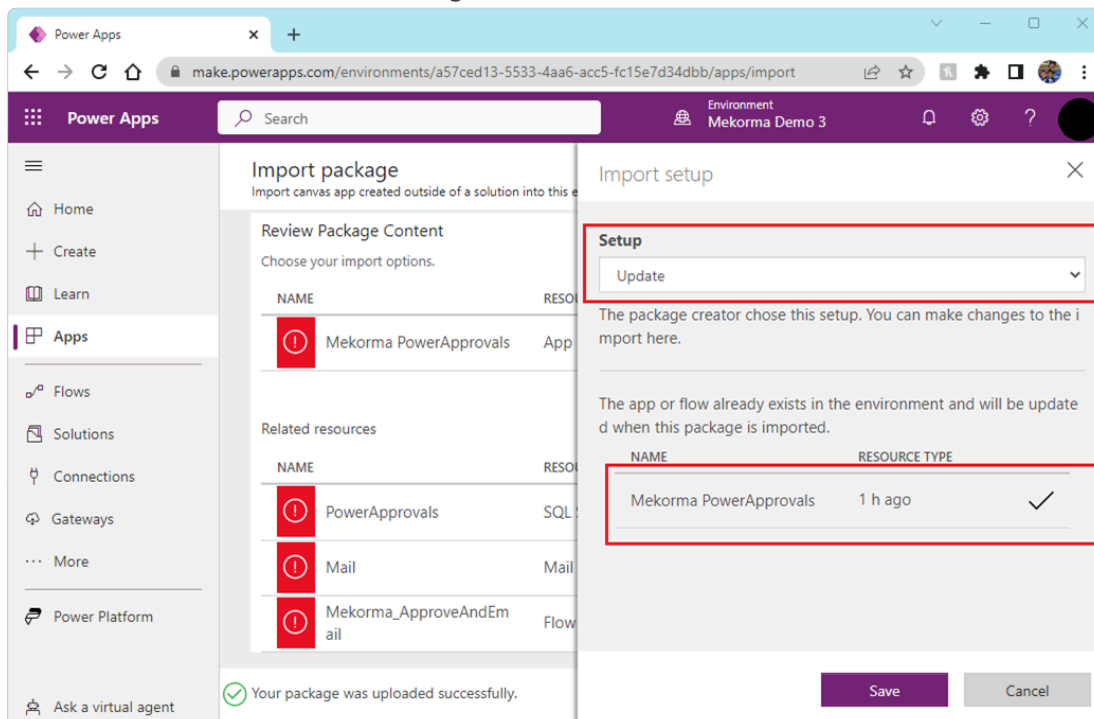 Power Apps
make.powerapps.com/environments/a57ced13-5533-4aa6-acc5-fc15e7d34dbb/apps/import
Power Apps
Search
Environment
Mekorma Demo 3
Home
Create
Learn
Apps
Flows
Solutions
Connections
Gateways
More
Power Platform
Ask a virtual agent
Import package
Import canvas app created outside of a solution into this e
Review Package Content
Choose your import options.
NAME RESOU
Mekorma PowerApprovals App
Related resources
NAME RESOU
PowerApprovals SQL S
Mail Mail
Mekorma_ApproveAndEm
ail
Flow
Your package was uploaded successfully.
Import setup
Setup
Update
The package creator chose this setup. You can make changes to the i
mport here.
The app or flow already exists in the environment and will be update
d when this package is imported.
NAME RESOURCE TYPE
Mekorma PowerApprovals 1 h ago
Save Cancel